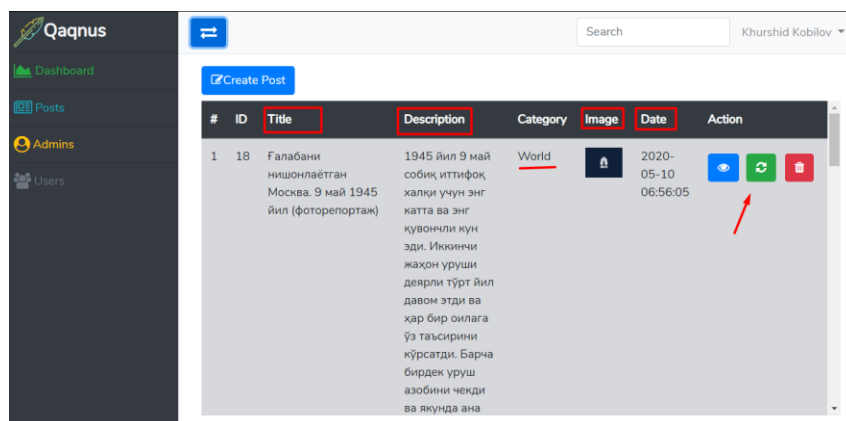 Qaqnus
Search
Khurshid Kobilov
Dashboard
Posts
Admins
Users
Create Post
# ID Title Description Category Image Date Action
1 18
Ғалабани
нишонлаётган
Москва. 9 май 1945
йил (фоторепортаж)
1945 йил 9 май
собиқ иттифоқ
халқи учун энг
катта ва энг
қувончли кун
эди. Иккинчи
жаҳон уруши
деярли тўрт йил
давом этди ва
ҳар бир оилага
ўз таъсирини
кўрсатди. Барча
бирдек уруш
азобини чекди
ва якунда ана
World
2020-
05-10
06:56:05